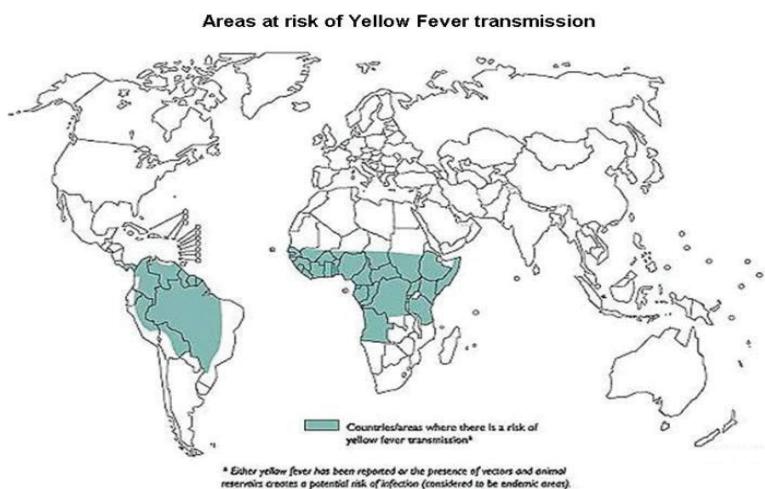 Areas at risk of Yellow Fever transmission
Countries/areas where there is a risk of
yellow fever transmission*
* Either yellow fever has been reported or the presence of vectors and animal
reservoirs creates a potential risk of infection (considered to be endemic areas).